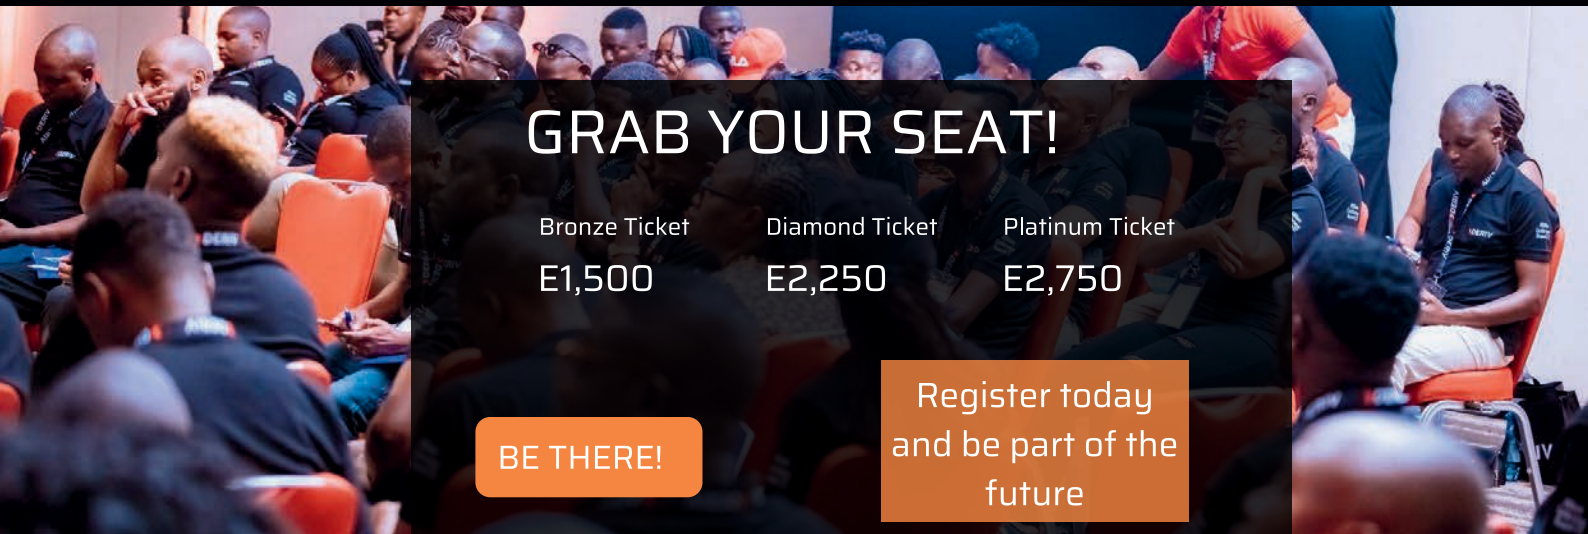 GRAB YOUR SEAT!
Bronze Ticket
Diamond Ticket
Platinum Ticket
E1,500
E2,250
E2,750
BE THERE!
Register today
and be part of the
future